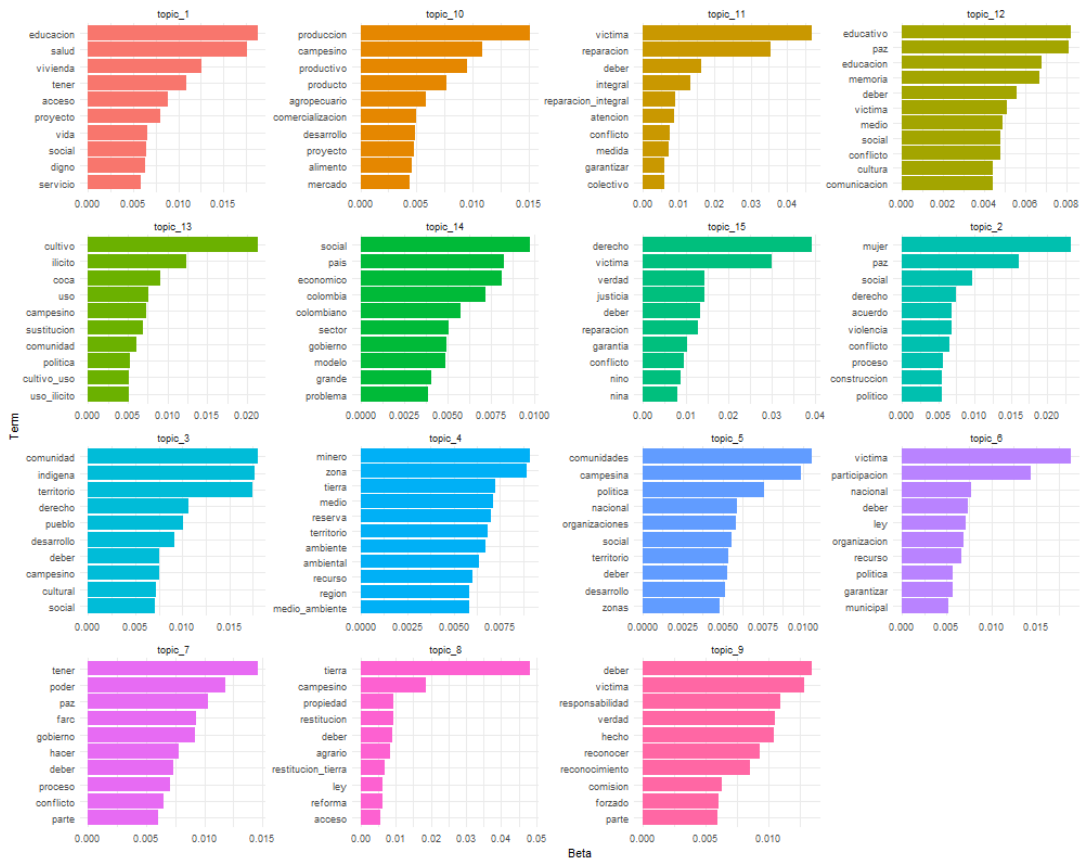 topic_1
educacion
salud
vivienda
tener
acceso
proyecto
vida
social
digno
servicio
0.000 0.005 0.010 0.015
topic_10
produccion
campesino
productivo
producto
agropecuario
comercializacion
desarrollo
proyecto
alimento
mercado
0.000 0.005 0.010 0.015
topic_11
victima
reparacion
deber
integral
reparacion_integral
atencion
conflicto
medida
garantizar
colectivo
0.00 0.01 0.02 0.03 0.04
topic_12
educativo
paz
educacion
memoria
deber
victima
medio
social
conflicto
cultura
comunicacion
0.000 0.002 0.004 0.006 0.008
topic_13
cultivo
ilicito
coca
uso
campesino
sustitucion
comunidad
politica
cultivo_uso
uso_ilicito
0.000 0.005 0.010 0.015 0.020
topic_14
social
pais
economico
colombia
colombiano
sector
gobierno
modelo
grande
problema
0.0000 0.0025 0.0050 0.0075 0.0100
topic_15
derecho
victima
verdad
justicia
deber
reparacion
garantia
conflicto
nino
nina
0.00 0.01 0.02 0.03 0.04
topic_2
mujer
paz
social
derecho
acuerdo
violencia
conflicto
proceso
construccion
politico
0.000 0.005 0.010 0.015 0.020
Term
topic_3
comunidad
indigena
territorio
derecho
pueblo
desarrollo
deber
campesino
cultural
social
0.000 0.005 0.010 0.015
topic_4
minero
zona
tierra
medio
reserva
territorio
ambiente
ambiental
recurso
region
medio_ambiente
0.0000 0.0025 0.0050 0.0075
topic_5
comunidades
campesina
politica
nacional
organizaciones
social
territorio
deber
desarrollo
zonas
0.0000 0.0025 0.0050 0.0075 0.0100
topic_6
victima
participacion
nacional
deber
ley
organizacion
recurso
politica
garantizar
municipal
0.000 0.005 0.010 0.015
topic_7
tener
poder
paz
farc
gobierno
hacer
deber
proceso
conflicto
parte
0.000 0.005 0.010 0.015
topic_8
tierra
campesino
propiedad
restitucion
deber
agrario
restitucion_tierra
ley
reforma
acceso
0.00 0.01 0.02 0.03 0.04 0.05
topic_9
deber
victima
responsabilidad
verdad
hecho
reconocer
reconocimiento
comision
forzado
parte
0.000 0.005 0.010
Beta